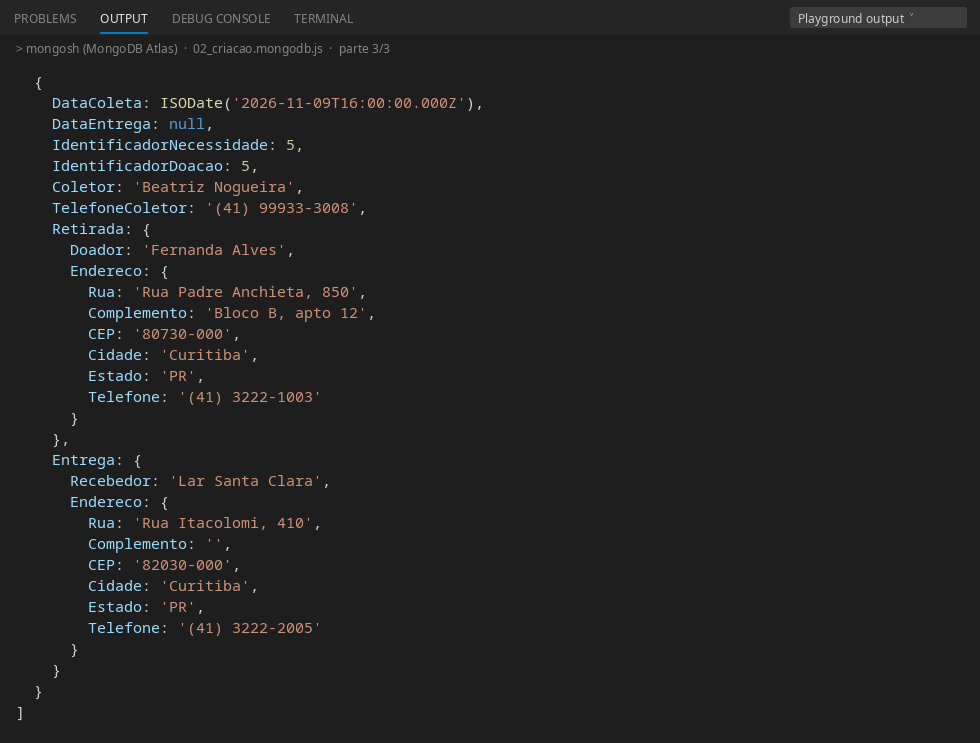 PROBLEMS OUTPUT DEBUG CONSOLE TERMINAL Playground output ˅
> mongosh (MongoDB Atlas) · 02_criacao.mongodb.js · parte 3/3
{
DataColeta: ISODate('2026-11-09T16:00:00.000Z'),
DataEntrega: null,
IdentificadorNecessidade: 5,
IdentificadorDoacao: 5,
Coletor: 'Beatriz Nogueira',
TelefoneColetor: '(41) 99933-3008',
Retirada: {
Doador: 'Fernanda Alves',
Endereco: {
Rua: 'Rua Padre Anchieta, 850',
Complemento: 'Bloco B, apto 12',
CEP: '80730-000',
Cidade: 'Curitiba',
Estado: 'PR',
Telefone: '(41) 3222-1003'
}
},
Entrega: {
Recebedor: 'Lar Santa Clara',
Endereco: {
Rua: 'Rua Itacolomi, 410',
Complemento: '',
CEP: '82030-000',
Cidade: 'Curitiba',
Estado: 'PR',
Telefone: '(41) 3222-2005'
}
}
}
]